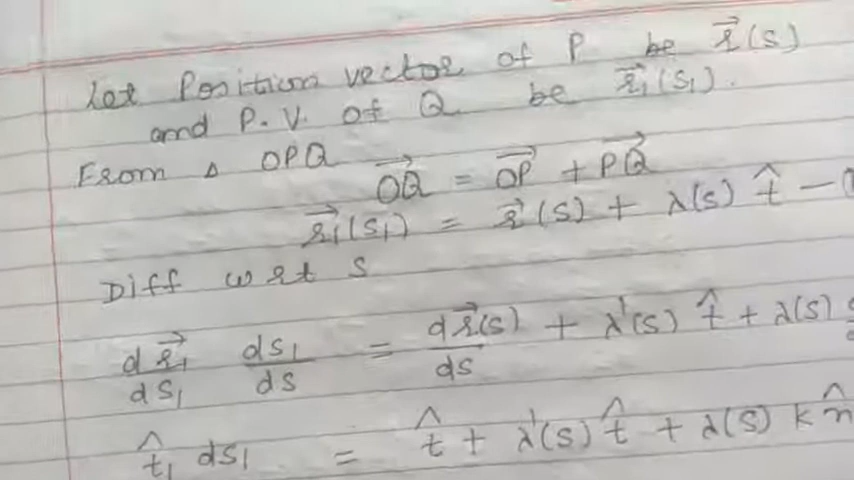 Let Position vector of P be r⃗(s)
and P.V. of Q be r⃗₁(s₁).
From Δ OPQ
OQ⃗ = OP⃗ + PQ⃗
r⃗₁(s₁) = r⃗(s) + λ(s) t̂ —
Diff w r t s
dr⃗₁/ds₁ ds₁/ds = dr⃗(s)/ds + λ'(s) t̂ + λ(s)
t̂₁ ds₁ = t̂ + λ'(s) t̂ + λ(s) k n̂